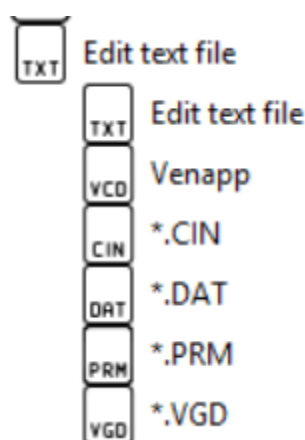 TXT Edit text file
TXT Edit text file
VCD Venapp
CIN *.CIN
DAT *.DAT
PRM *.PRM
VGD *.VGD